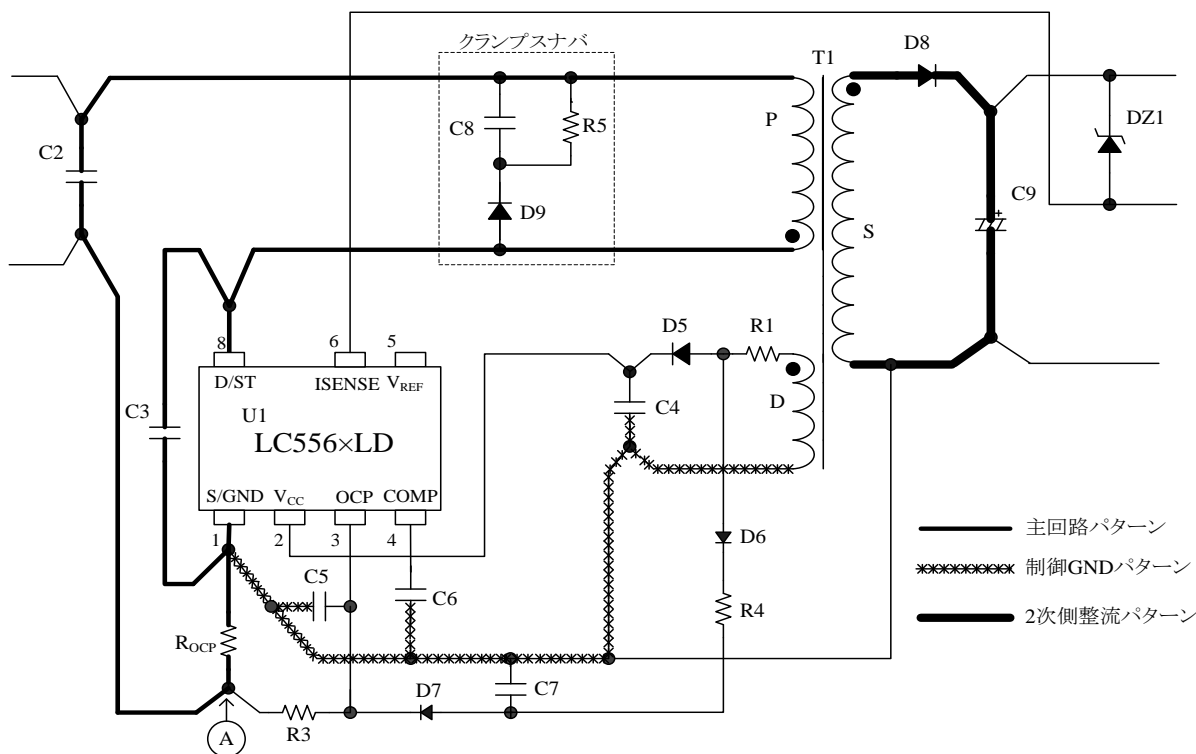 クランプスナバ
D8
T1
C8
R5
P
DZ1
C2
D9
C9
+
S
D5
R1
8
6
5
D/ST
ISENSE
VREF
C3
U1
C4
D
LC556×LD
S/GND
VCC
OCP
COMP
1
2
3
4
D6
主回路パターン
制御GNDパターン
2次側整流パターン
C5
C6
R4
ROCP
D7
C7
R3
A